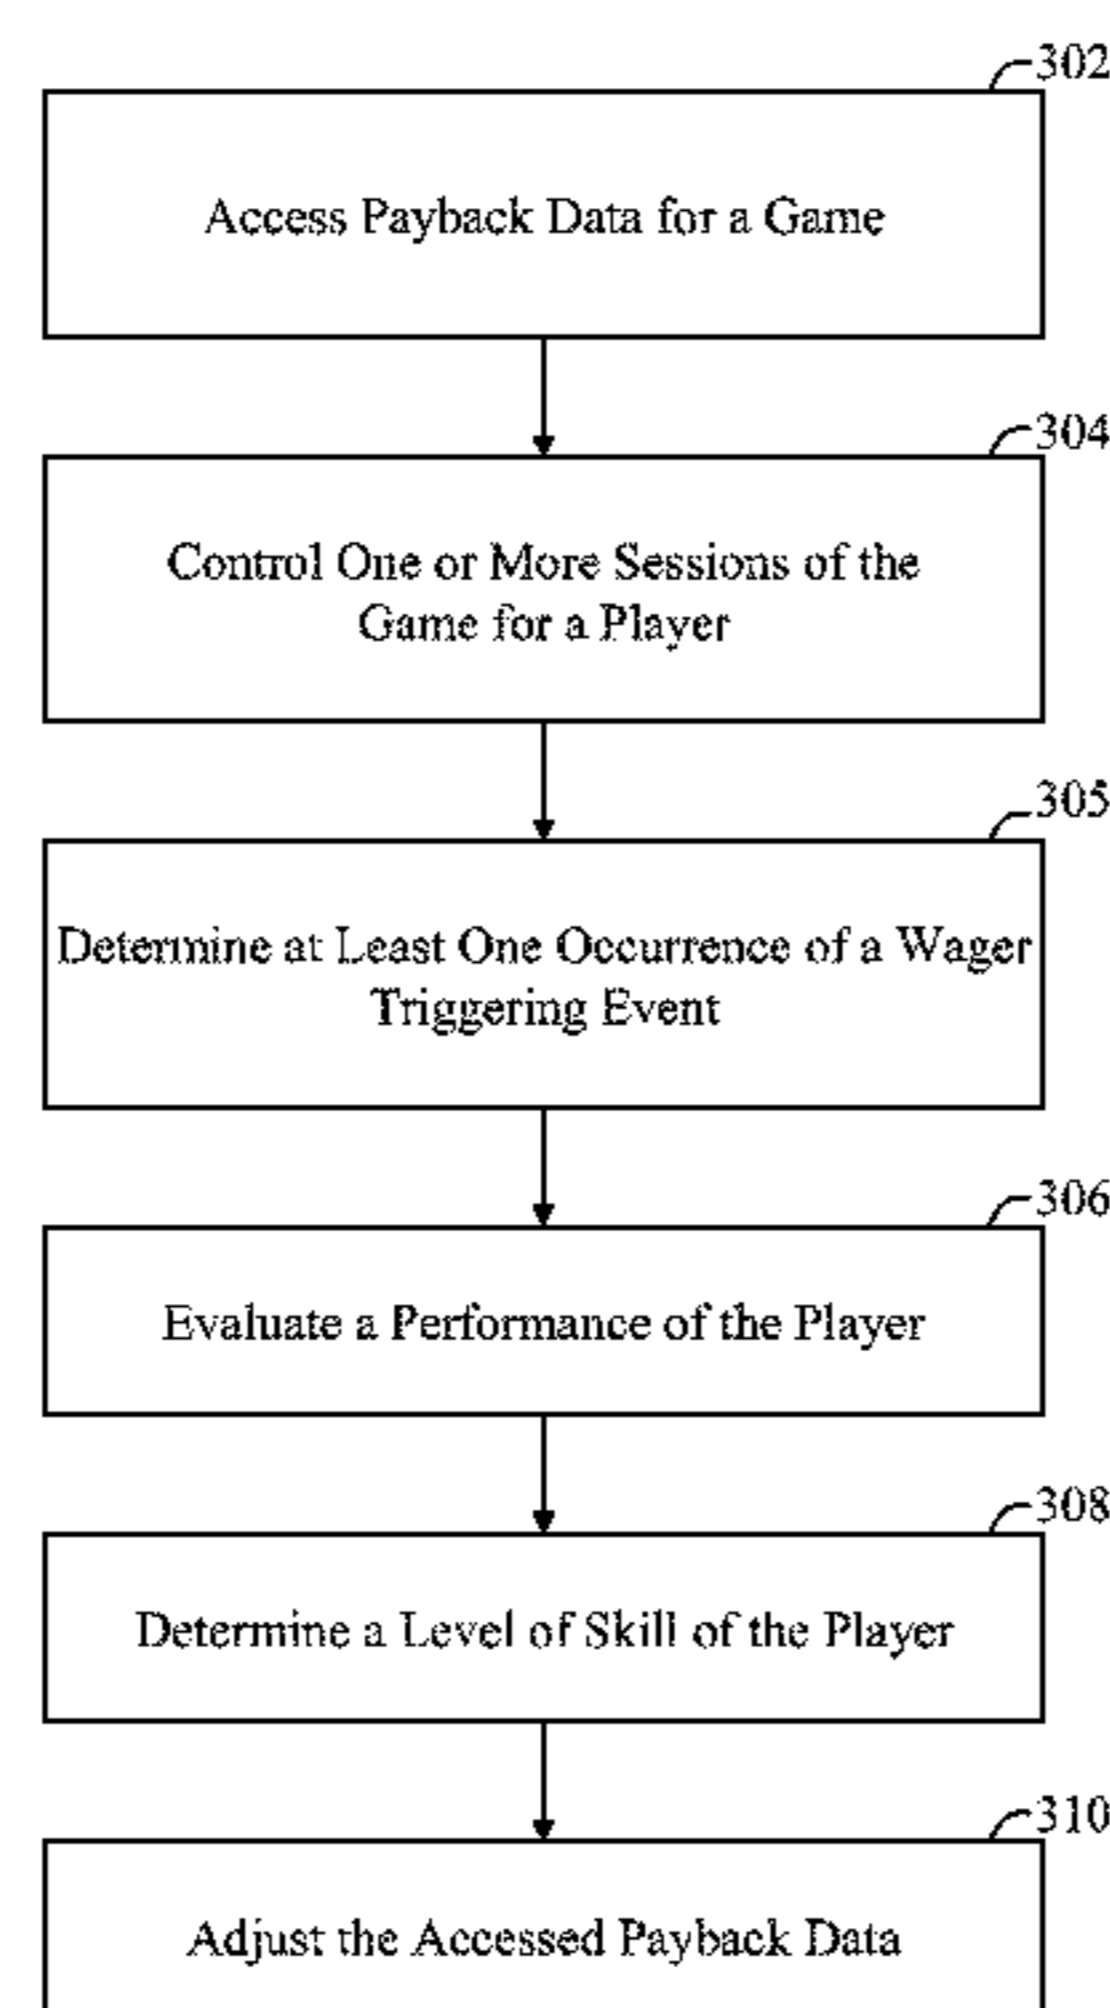 302
Access Payback Data for a Game
304
Control One or More Sessions of the
Game for a Player
305
Determine at Least One Occurrence of a Wager
Triggering Event
306
Evaluate a Performance of the Player
308
Determine a Level of Skill of the Player
310
Adjust the Accessed Payback Data